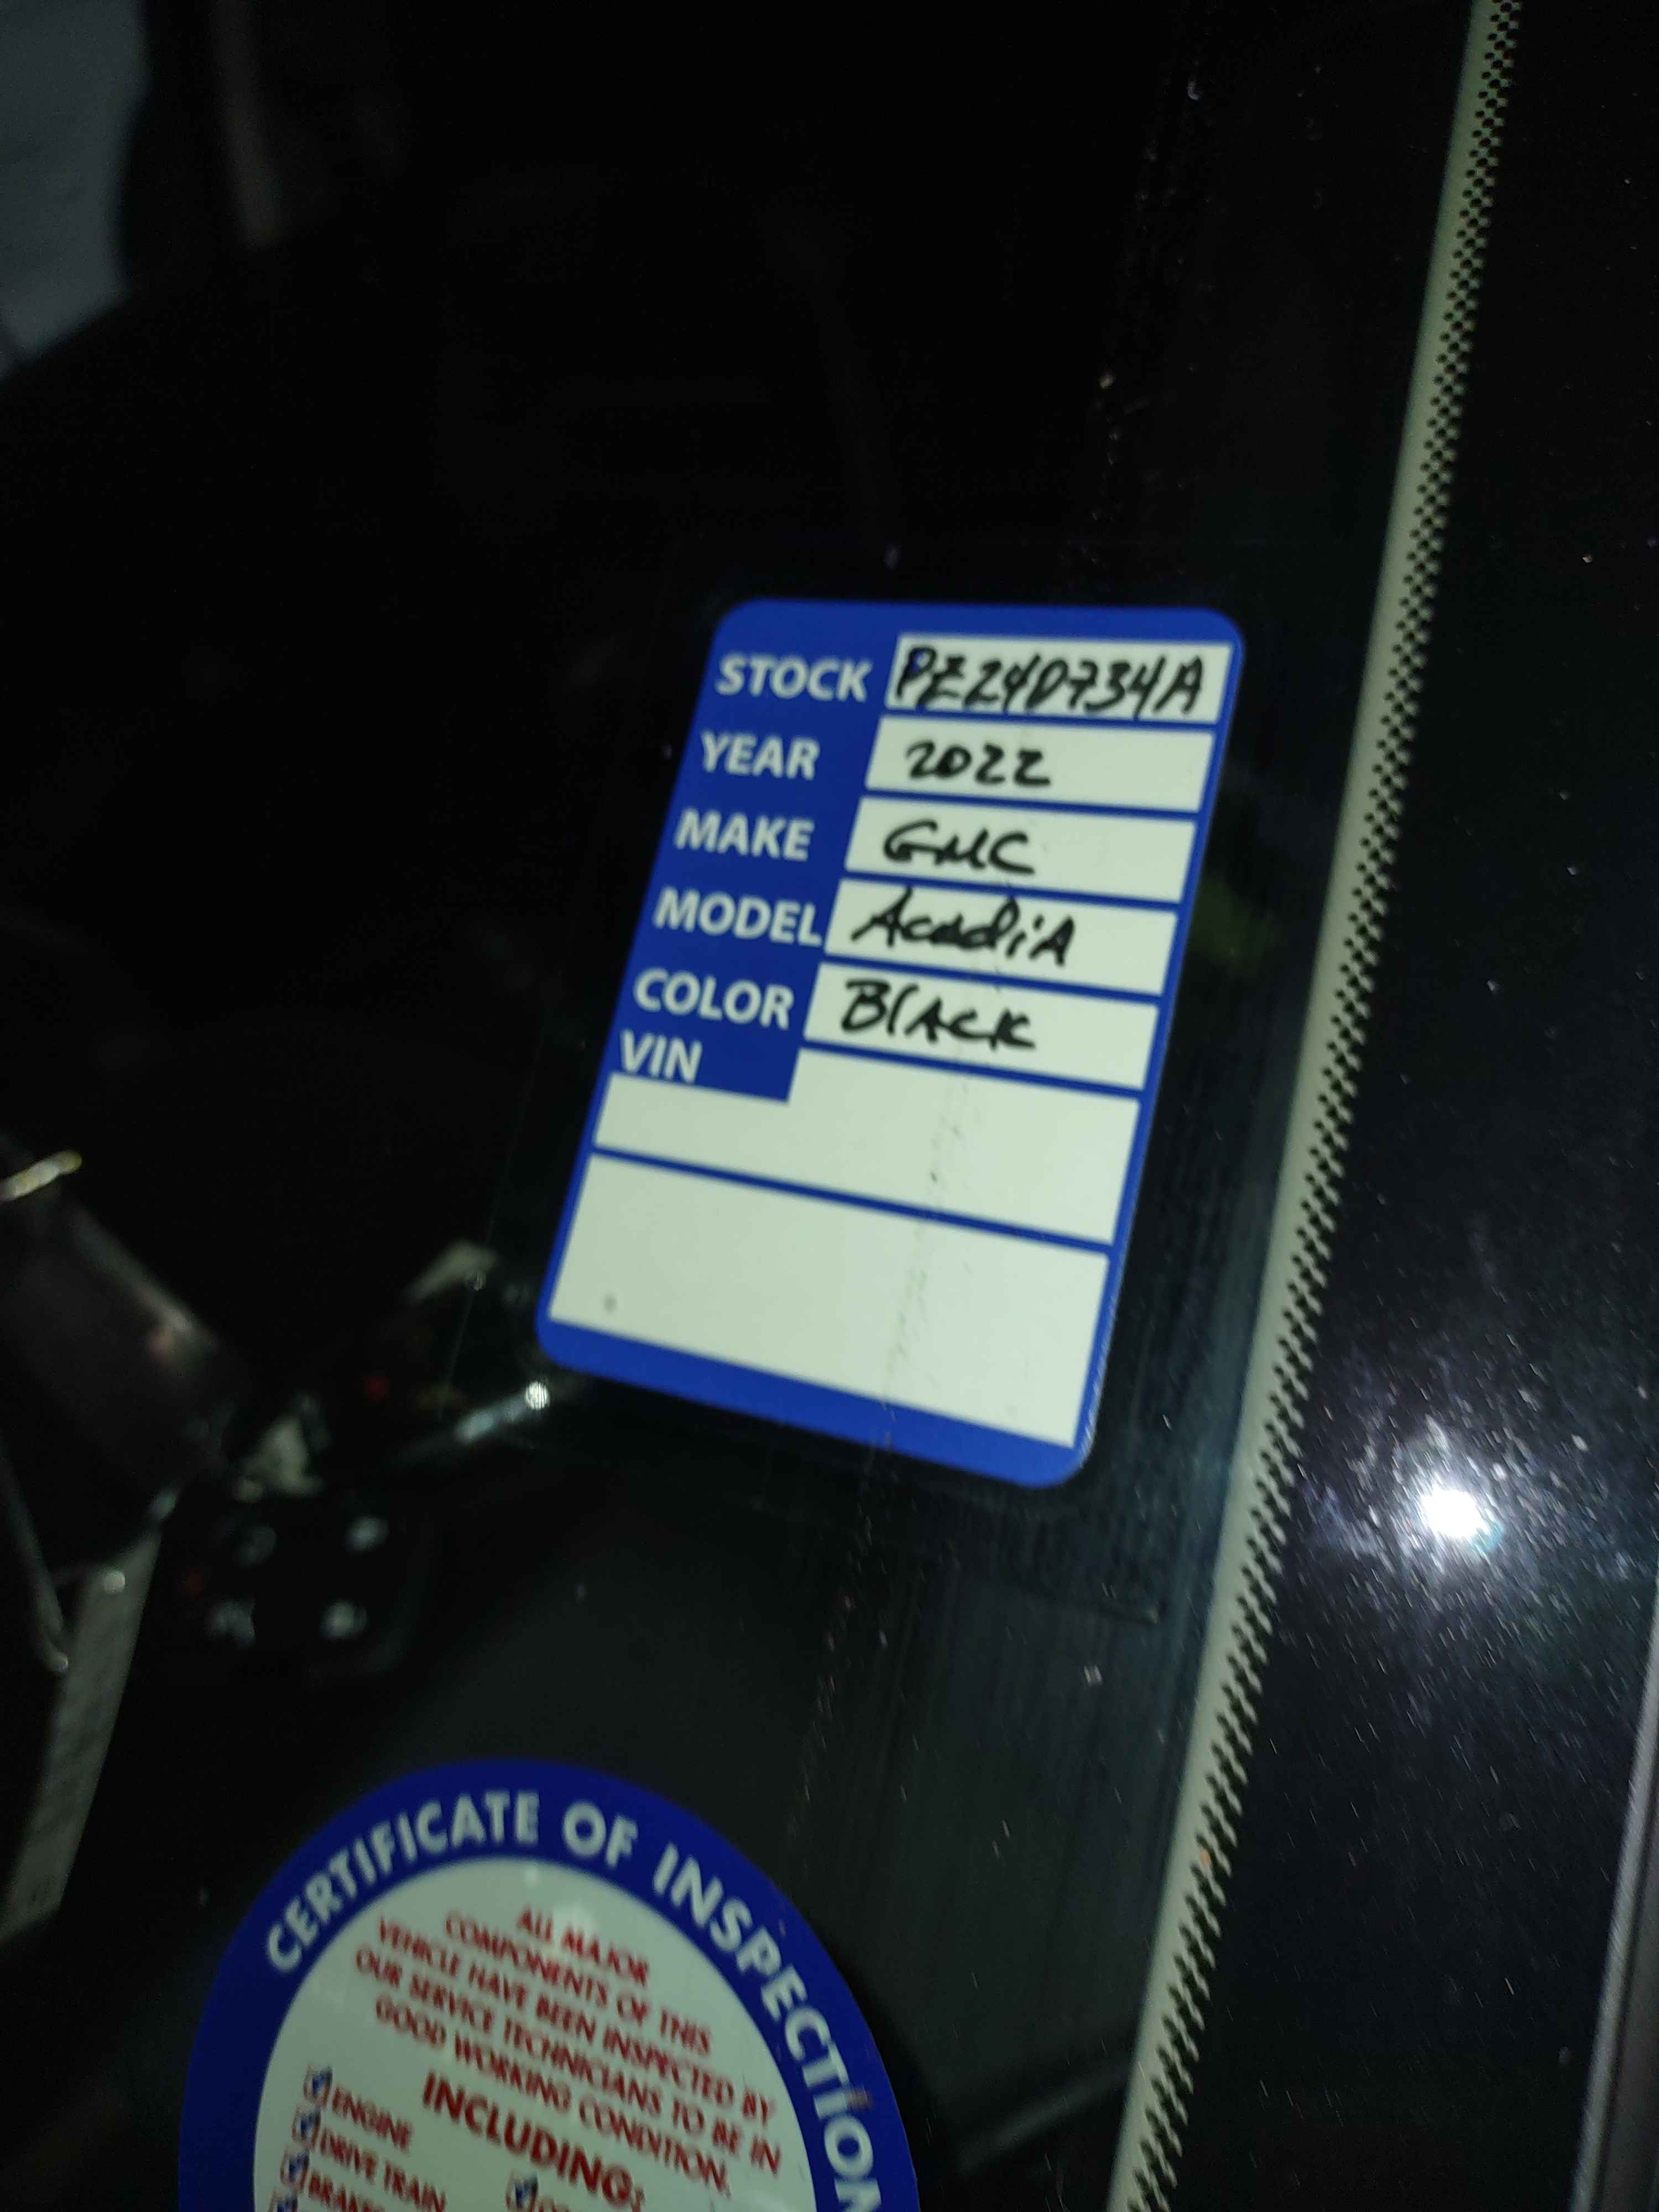 STOCK PE24D734A
YEAR 2022
MAKE GMC
MODEL AcadiA
COLOR BlAcK
VIN
CERTIFICATE OF INSPECTION
ALL MAJOR
COMPONENTS OF THIS
VEHICLE HAVE BEEN INSPECTED BY
OUR SERVICE TECHNICIANS TO BE IN
GOOD WORKING CONDITION.
INCLUDING:
ENGINE
DRIVE TRAIN